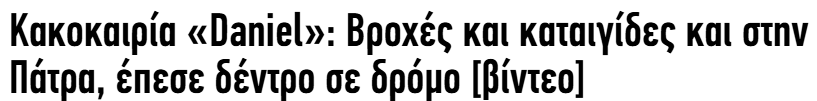 Κακοκαιρία «Daniel»: Βροχές και καταιγίδες και στην
Πάτρα, έπεσε δέντρο σε δρόμο [βίντεο]